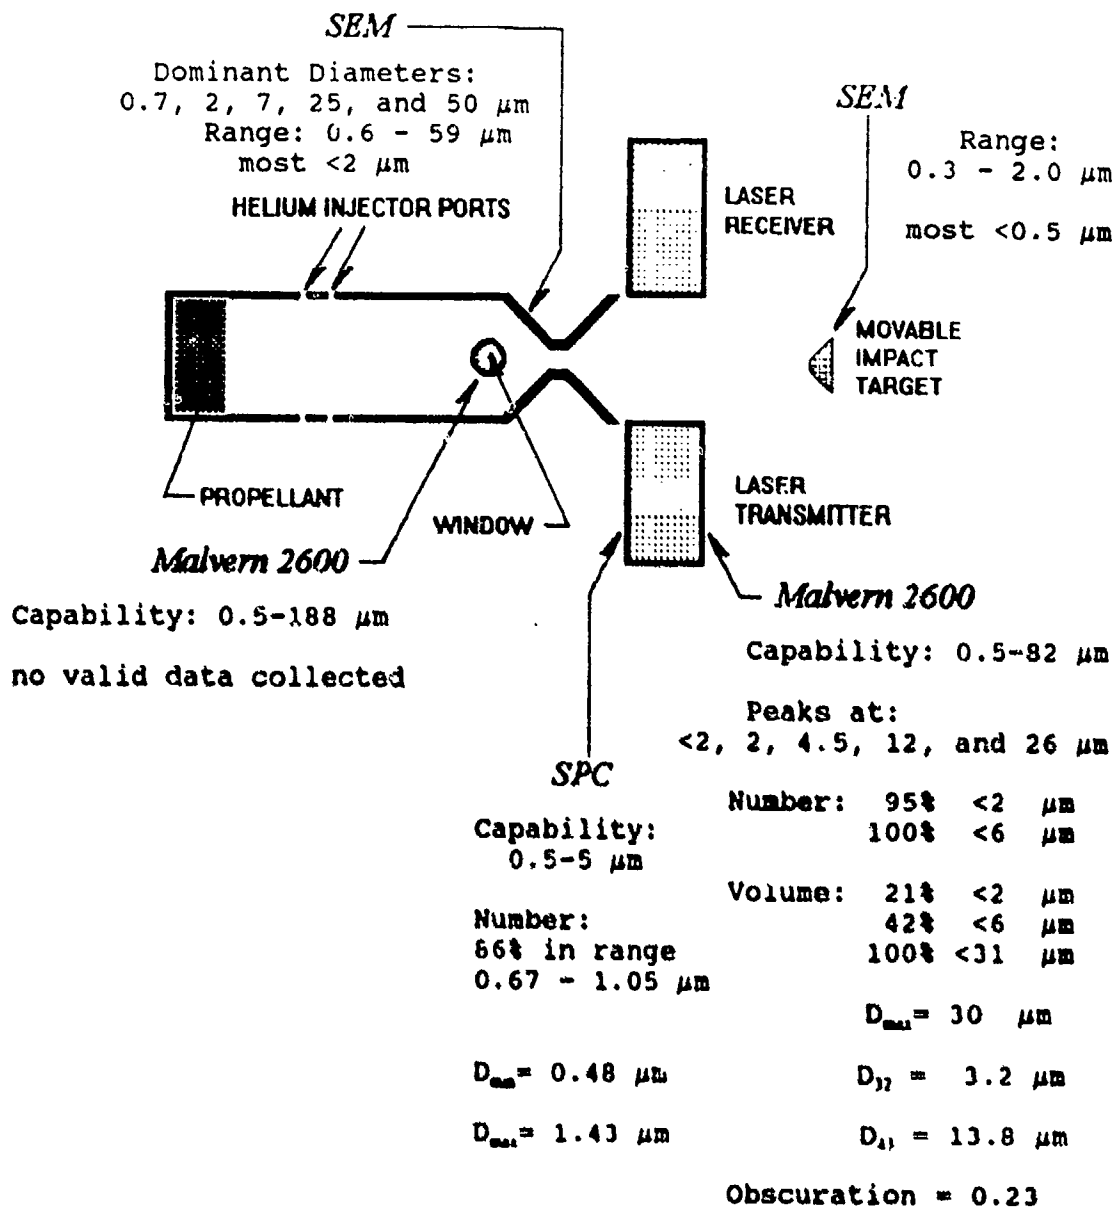 SEM
Dominant Diameters:
0.7, 2, 7, 25, and 50 μm
Range: 0.6 - 59 μm
most <2 μm
HELIUM INJECTOR PORTS
SEM
Range:
0.3 - 2.0 μm
most <0.5 μm
LASER
RECEIVER
MOVABLE
IMPACT
TARGET
PROPELLANT
WINDOW
LASER
TRANSMITTER
Malvern 2600
Capability: 0.5-188 μm
no valid data collected
Malvern 2600
Capability: 0.5-82 μm
Peaks at:
<2, 2, 4.5, 12, and 26 μm
Number: 95% <2 μm
100% <6 μm
Volume: 21% <2 μm
42% <6 μm
100% <31 μm
Dmax= 30 μm
D32 = 3.2 μm
D43 = 13.8 μm
Obscuration = 0.23
SPC
Capability:
0.5-5 μm
Number:
in range
0.67 - 1.05 μm
Dmin= 0.48 μm
Dmax= 1.43 μm